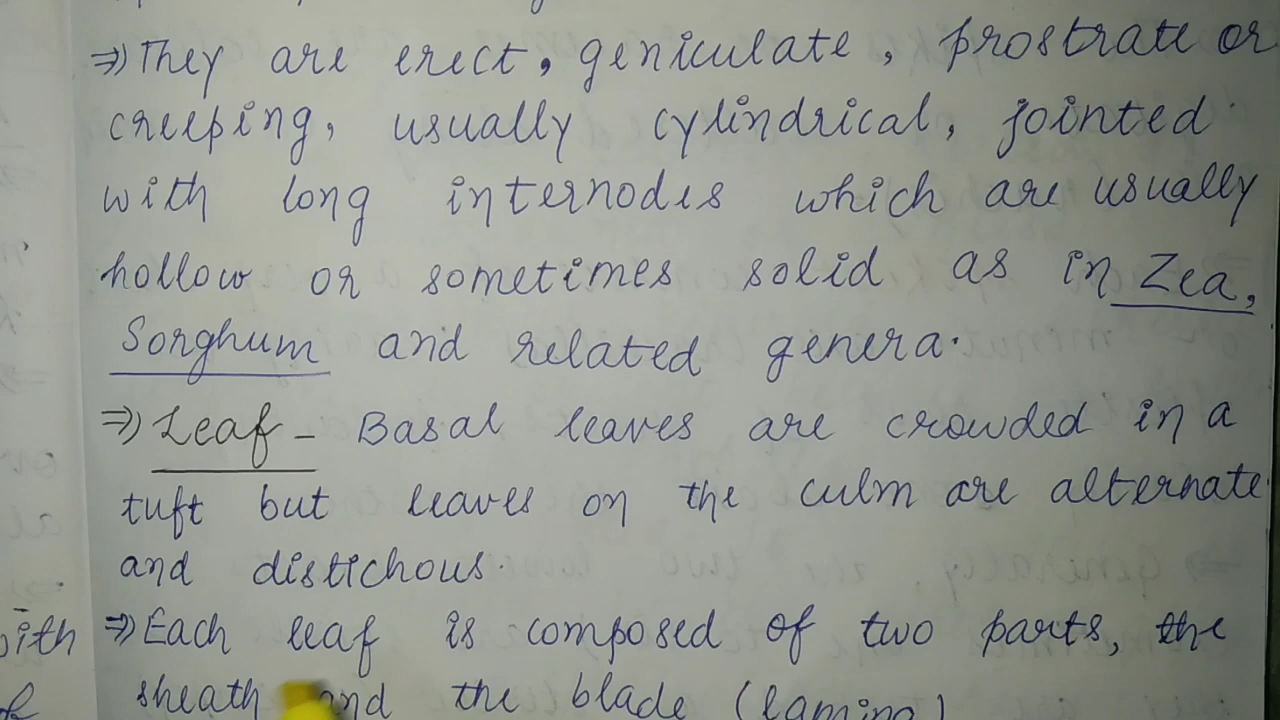 ⇒ They are erect, geniculate, prostrate or
creeping, usually cylindrical, jointed
with long internodes which are usually
hollow or sometimes solid as in Zea,
Sorghum and related genera.
⇒ Leaf - Basal leaves are crowded in a
tuft but leaves on the culm are alternate
and distichous.
⇒ Each leaf is composed of two parts, the
sheath and the blade (lamina)